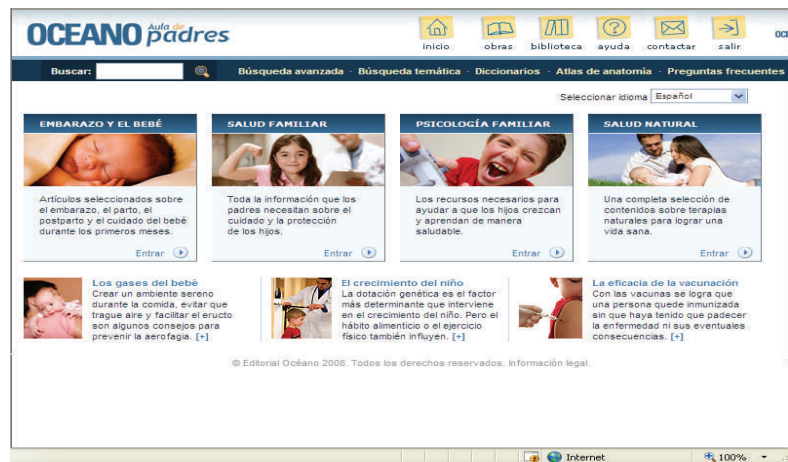 OCEANO Aula de padres
inicio obras biblioteca ayuda contactar salir
Buscar:
Búsqueda avanzada · Búsqueda temática · Diccionarios · Atlas de anatomía · Preguntas frecuentes
Seleccionar idioma Español
EMBARAZO Y EL BEBÉ
Artículos seleccionados sobre
el embarazo, el parto, el
postparto y el cuidado del bebé
durante los primeros meses.
Entrar
SALUD FAMILIAR
Toda la información que los
padres necesitan sobre el
cuidado y la protección
de los hijos.
Entrar
PSICOLOGÍA FAMILIAR
Los recursos necesarios para
ayudar a que los hijos crezcan
y aprendan de manera
saludable.
Entrar
SALUD NATURAL
Una completa selección de
contenidos sobre terapias
naturales para lograr una
vida sana.
Entrar
Los gases del bebé
Crear un ambiente sereno
durante la comida, evitar que
trague aire y facilitar el eructo
son algunos consejos para
prevenir la aerofagia. [+]
El crecimiento del niño
La dotación genética es el factor
más determinante que interviene
en el crecimiento del niño. Pero el
hábito alimenticio o el ejercicio
físico también influyen. [+]
La eficacia de la vacunación
Con las vacunas se logra que
una persona quede inmunizada
sin que haya tenido que padecer
la enfermedad ni sus eventuales
consecuencias. [+]
© Editorial Océano 2008. Todos los derechos reservados. Información legal.
Internet 100%